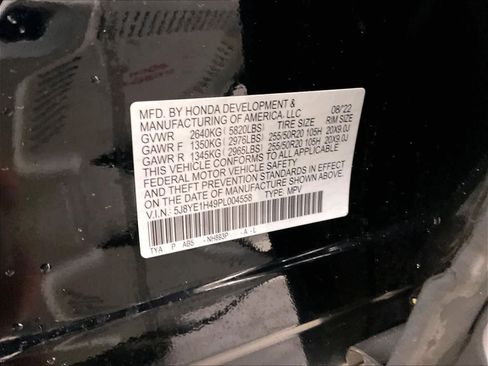 MFD. BY HONDA DEVELOPMENT & 08/22
MANUFACTURING OF AMERICA, LLC
GVWR 2640KG (5820LBS) TIRE SIZE RIM SIZE
GAWR F 1350KG (2976LBS) 255/50R20 105H 20X9.0J
GAWR R 1345KG (2965LBS) 255/50R20 105H 20X9.0J
THIS VEHICLE CONFORMS TO ALL APPLICABLE
FEDERAL MOTOR VEHICLE SAFETY
AND THEFT PREVENTION STANDARDS IN EFFECT
ON THE DATE OF MANUFACTURE SHOWN ABOVE.
V.I.N.: 5J8YE1H49PL004558 TYPE: MPV
TYA P ABS -NH883P -A-L